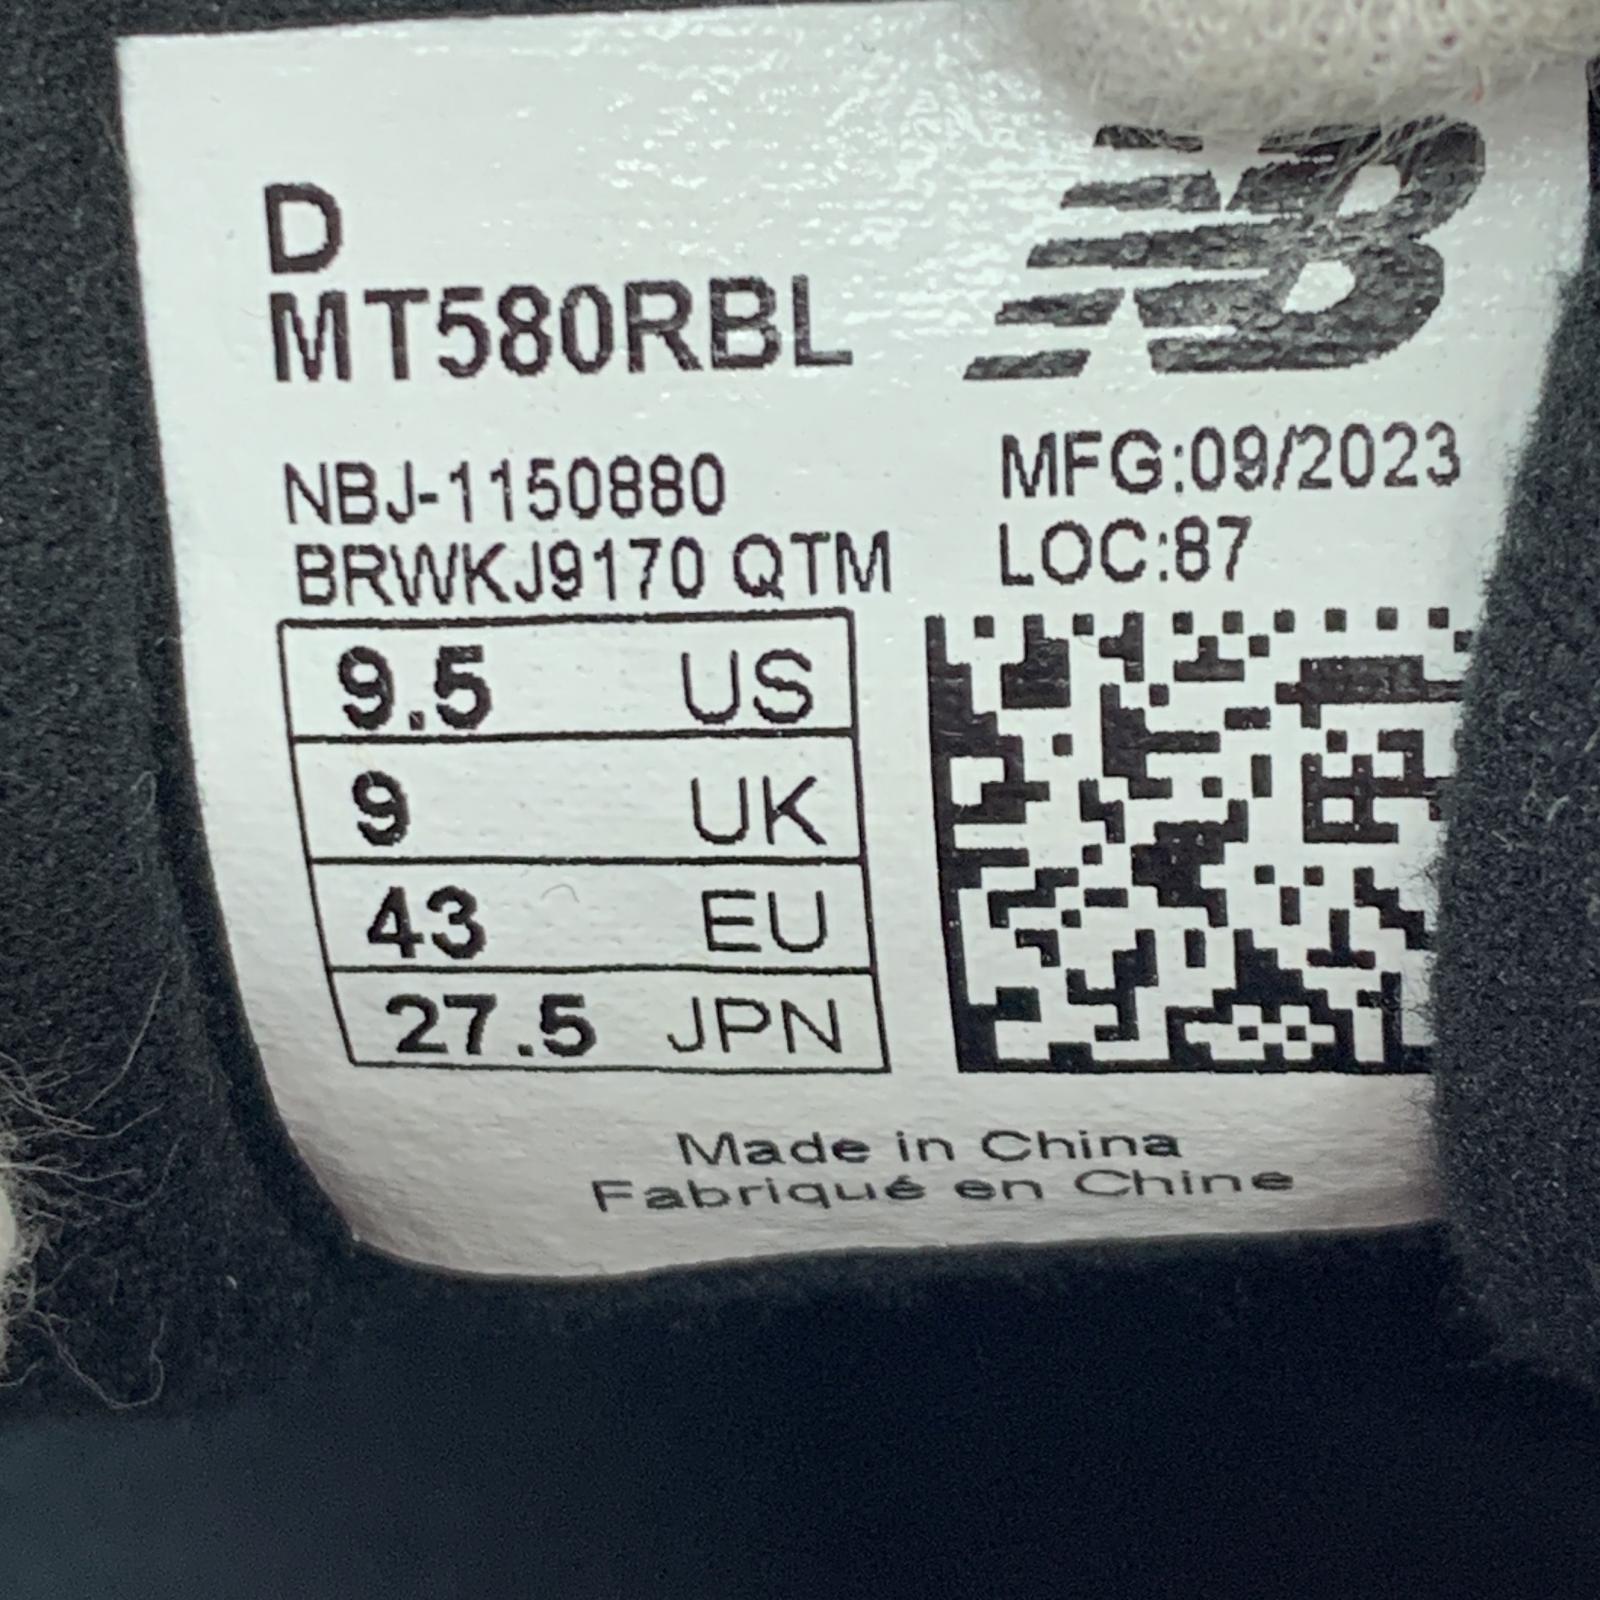 D
MT580RBL
NB
NBJ-1150880
BRWKJ9170 QTM
MFG:09/2023
LOC:87
9.5 US
9 UK
43 EU
27.5 JPN
Made in China
Fabriqué en Chine